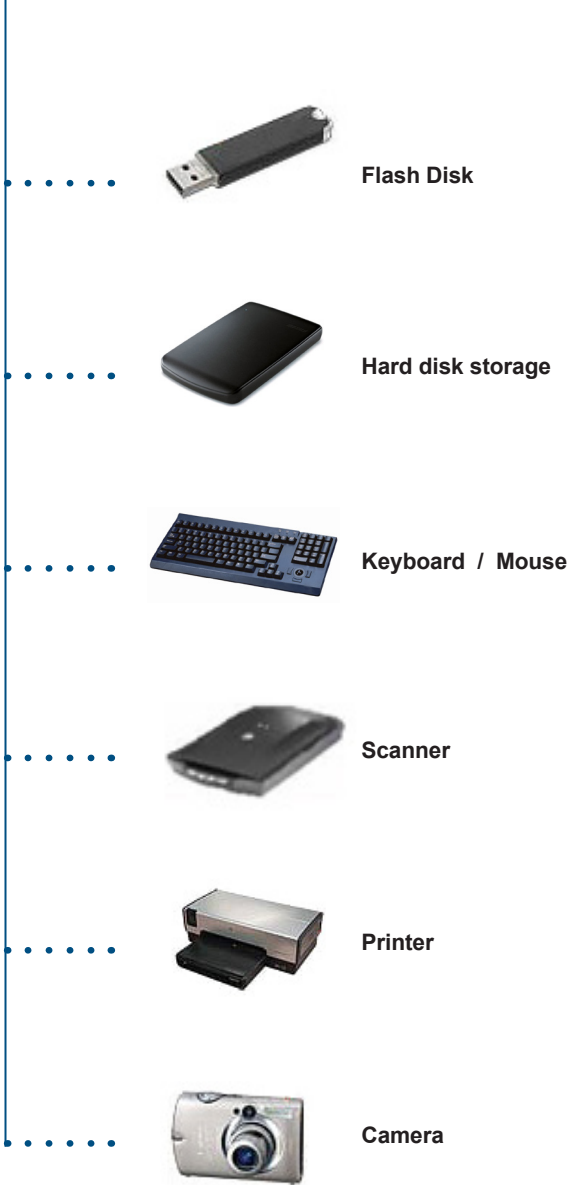 Flash Disk
Hard disk storage
Keyboard / Mouse
Scanner
Printer
Camera